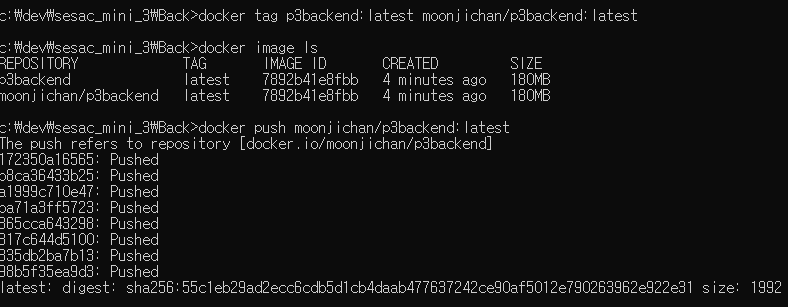 c:₩dev₩sesac_mini_3₩Back>docker tag p3backend:latest moonjichan/p3backend:latest
c:₩dev₩sesac_mini_3₩Back>docker image ls
REPOSITORY TAG IMAGE ID CREATED SIZE
p3backend latest 7892b41e8fbb 4 minutes ago 180MB
moonjichan/p3backend latest 7892b41e8fbb 4 minutes ago 180MB
c:₩dev₩sesac_mini_3₩Back>docker push moonjichan/p3backend:latest
The push refers to repository [docker.io/moonjichan/p3backend]
172350a16565: Pushed
b8ca36433b25: Pushed
a1999c710e47: Pushed
ba71a3ff5723: Pushed
365cca643298: Pushed
317c644d5100: Pushed
335db2ba7b13: Pushed
98b5f35ea9d3: Pushed
latest: digest: sha256:55c1eb29ad2ecc6cdb5d1cb4daab477637242ce90af5012e790263962e922e31 size: 1992